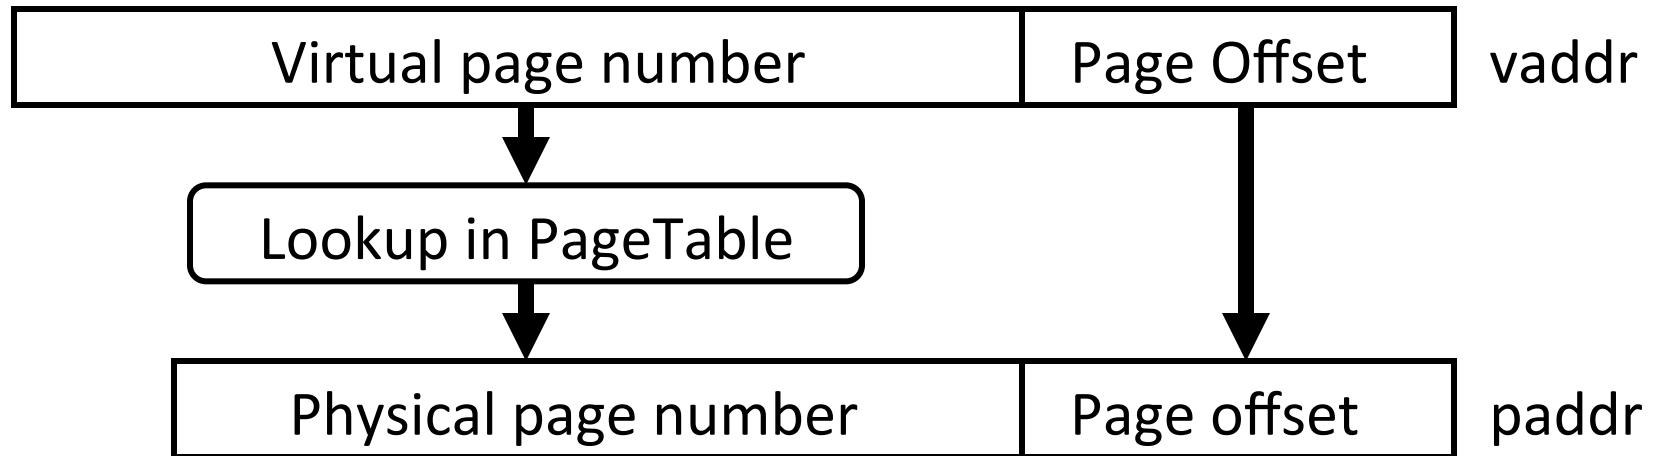 Virtual page number Page Offset vaddr
Lookup in PageTable
Physical page number Page offset paddr